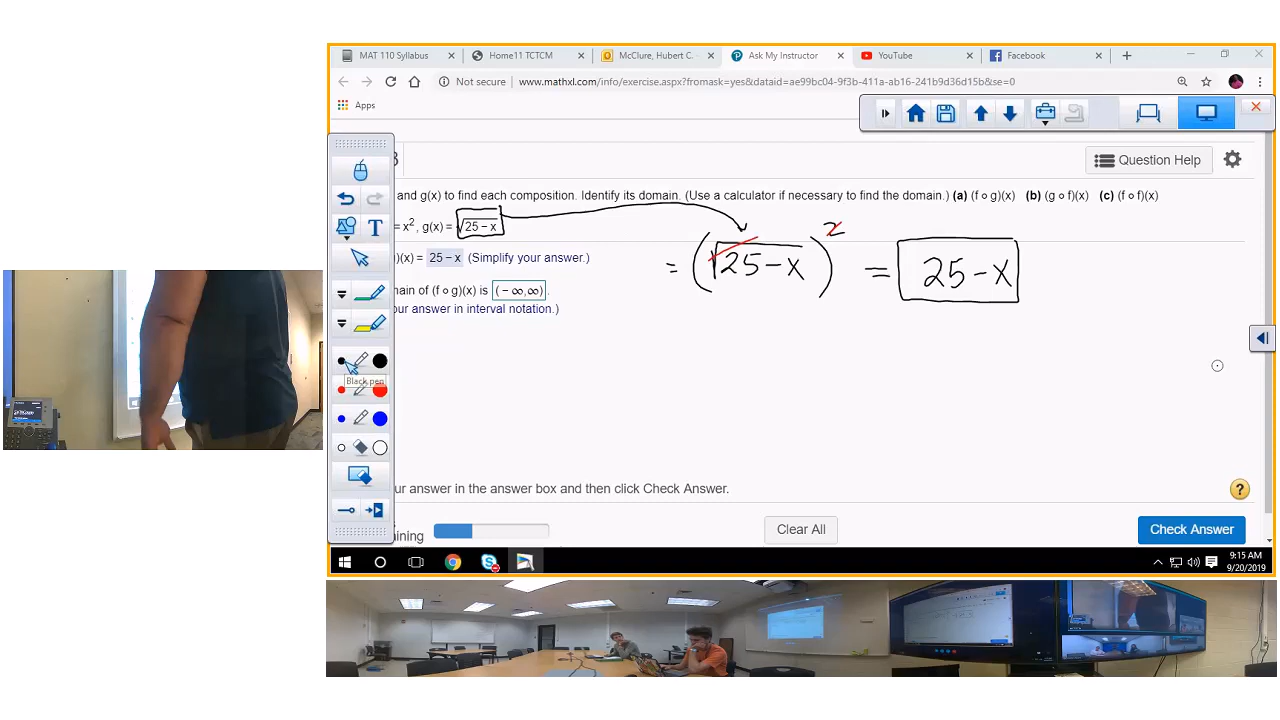 MAT 110 Syllabus
Home11 TCTCM
McClure, Hubert C. -
Ask My Instructor
YouTube
Facebook
Not secure
www.mathxl.com/info/exercise.aspx?fromask=yes&dataid=ae99bc04-9f3b-411a-ab16-241b9d36d15b&se=0
Apps
3
Question Help
and g(x) to find each composition. Identify its domain. (Use a calculator if necessary to find the domain.) (a) (f o g)(x) (b) (g o f)(x) (c) (f o f)(x)
= x², g(x) = √25 − x
)(x) = 25 − x (Simplify your answer.)
= (√25 − x)² = 25 − x
ain of (f o g)(x) is (− ∞,∞).
our answer in interval notation.)
Black pen
ur answer in the answer box and then click Check Answer.
ining
Clear All
Check Answer
9:15 AM
9/20/2019